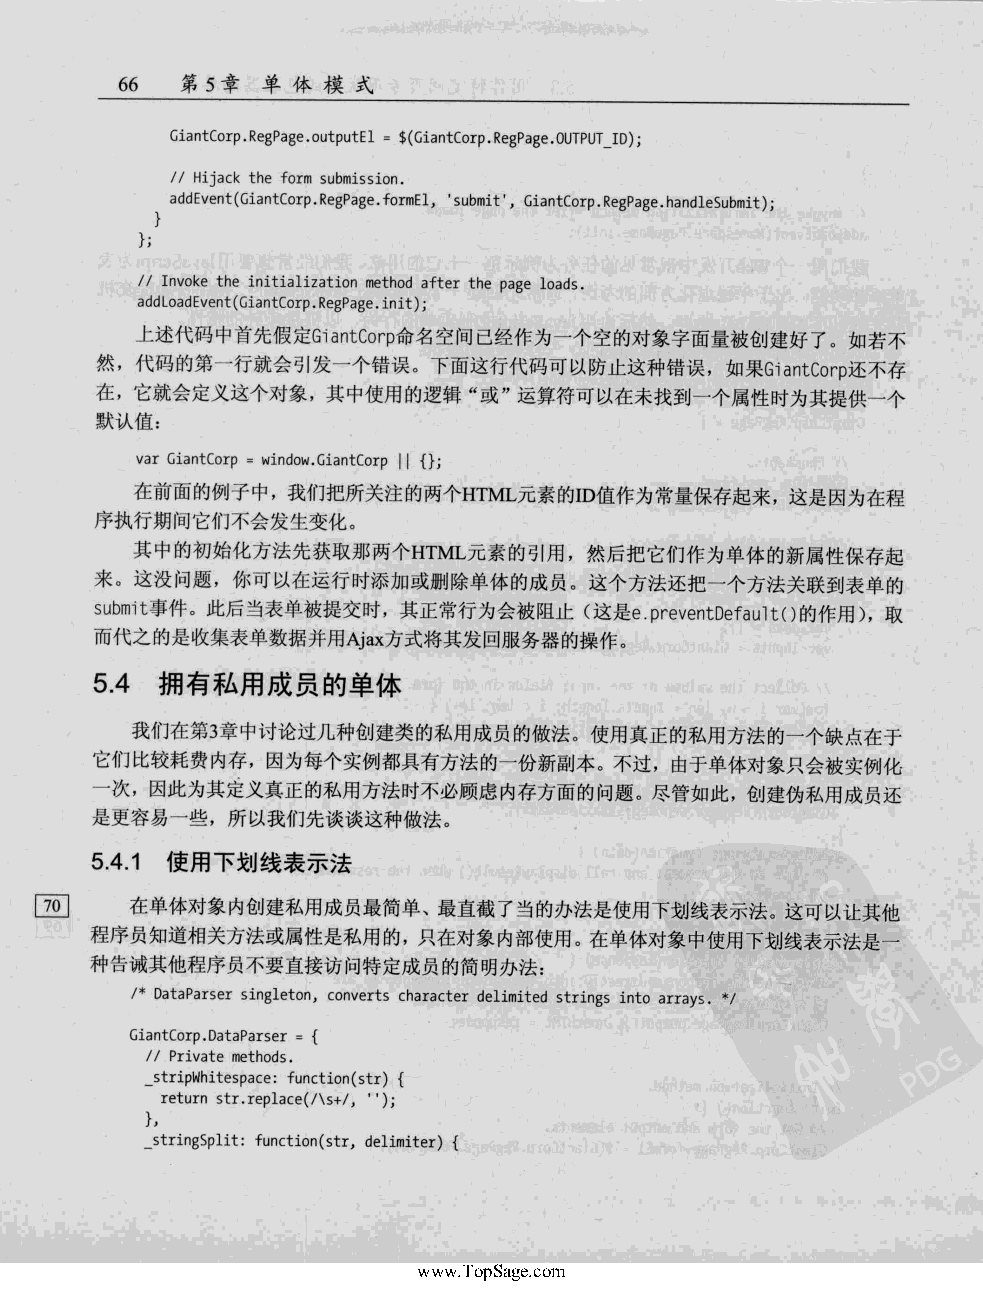 66 第5章 单体模式
GiantCorp.RegPage.outputEl = $(GiantCorp.RegPage.OUTPUT_ID);
// Hijack the form submission.
addEvent(GiantCorp.RegPage.formEl, 'submit', GiantCorp.RegPage.handleSubmit);
}
};
// Invoke the initialization method after the page loads.
addLoadEvent(GiantCorp.RegPage.init);
上述代码中首先假定GiantCorp命名空间已经作为一个空的对象字面量被创建好了。如若不
然，代码的第一行就会引发一个错误。下面这行代码可以防止这种错误，如果GiantCorp还不存
在，它就会定义这个对象，其中使用的逻辑“或”运算符可以在未找到一个属性时为其提供一个
默认值：
var GiantCorp = window.GiantCorp || {};
在前面的例子中，我们把所关注的两个HTML元素的ID值作为常量保存起来，这是因为在程
序执行期间它们不会发生变化。
其中的初始化方法先获取那两个HTML元素的引用，然后把它们作为单体的新属性保存起
来。这没问题，你可以在运行时添加或删除单体的成员。这个方法还把一个方法关联到表单的
submit事件。此后当表单被提交时，其正常行为会被阻止（这是e.preventDefault()的作用），取
而代之的是收集表单数据并用Ajax方式将其发回服务器的操作。
5.4 拥有私用成员的单体
我们在第3章中讨论过几种创建类的私用成员的做法。使用真正的私用方法的一个缺点在于
它们比较耗费内存，因为每个实例都具有方法的一份新副本。不过，由于单体对象只会被实例化
一次，因此为其定义真正的私用方法时不必顾虑内存方面的问题。尽管如此，创建伪私用成员还
是更容易一些，所以我们先谈谈这种做法。
5.4.1 使用下划线表示法
70
在单体对象内创建私用成员最简单、最直截了当的办法是使用下划线表示法。这可以让其他
程序员知道相关方法或属性是私用的，只在对象内部使用。在单体对象中使用下划线表示法是一
种告诫其他程序员不要直接访问特定成员的简明办法：
/* DataParser singleton, converts character delimited strings into arrays. */
GiantCorp.DataParser = {
// Private methods.
_stripWhitespace: function(str) {
return str.replace(/\s+/, '');
},
_stringSplit: function(str, delimiter) {
PDG
www.TopSage.com